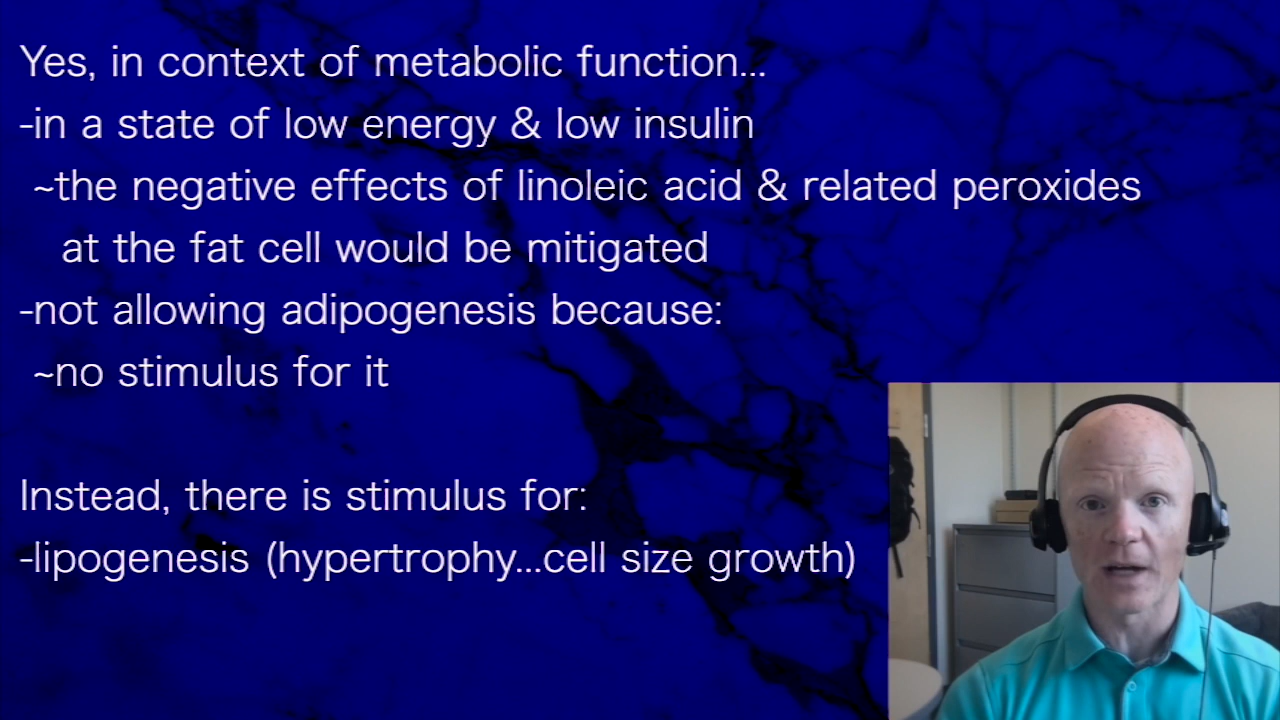 Yes, in context of metabolic function...
-in a state of low energy & low insulin
~the negative effects of linoleic acid & related peroxides
at the fat cell would be mitigated
-not allowing adipogenesis because:
~no stimulus for it
Instead, there is stimulus for:
-lipogenesis (hypertrophy...cell size growth)